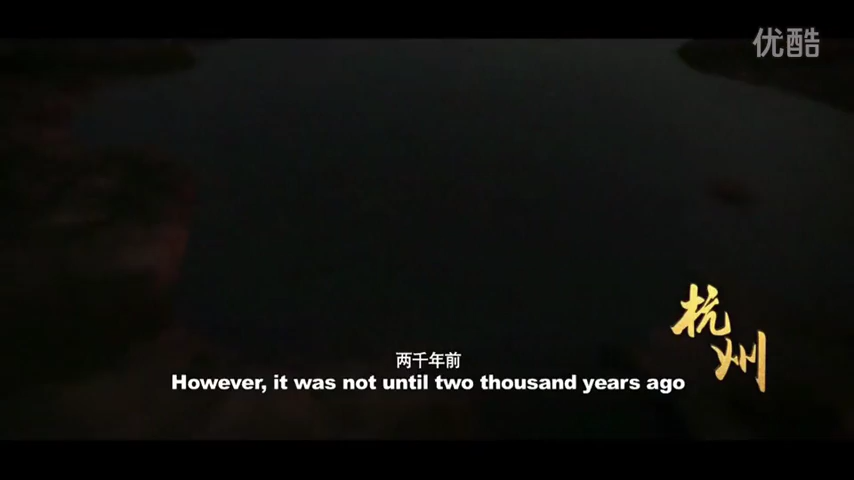 优酷
杭州
两千年前
However, it was not until two thousand years ago